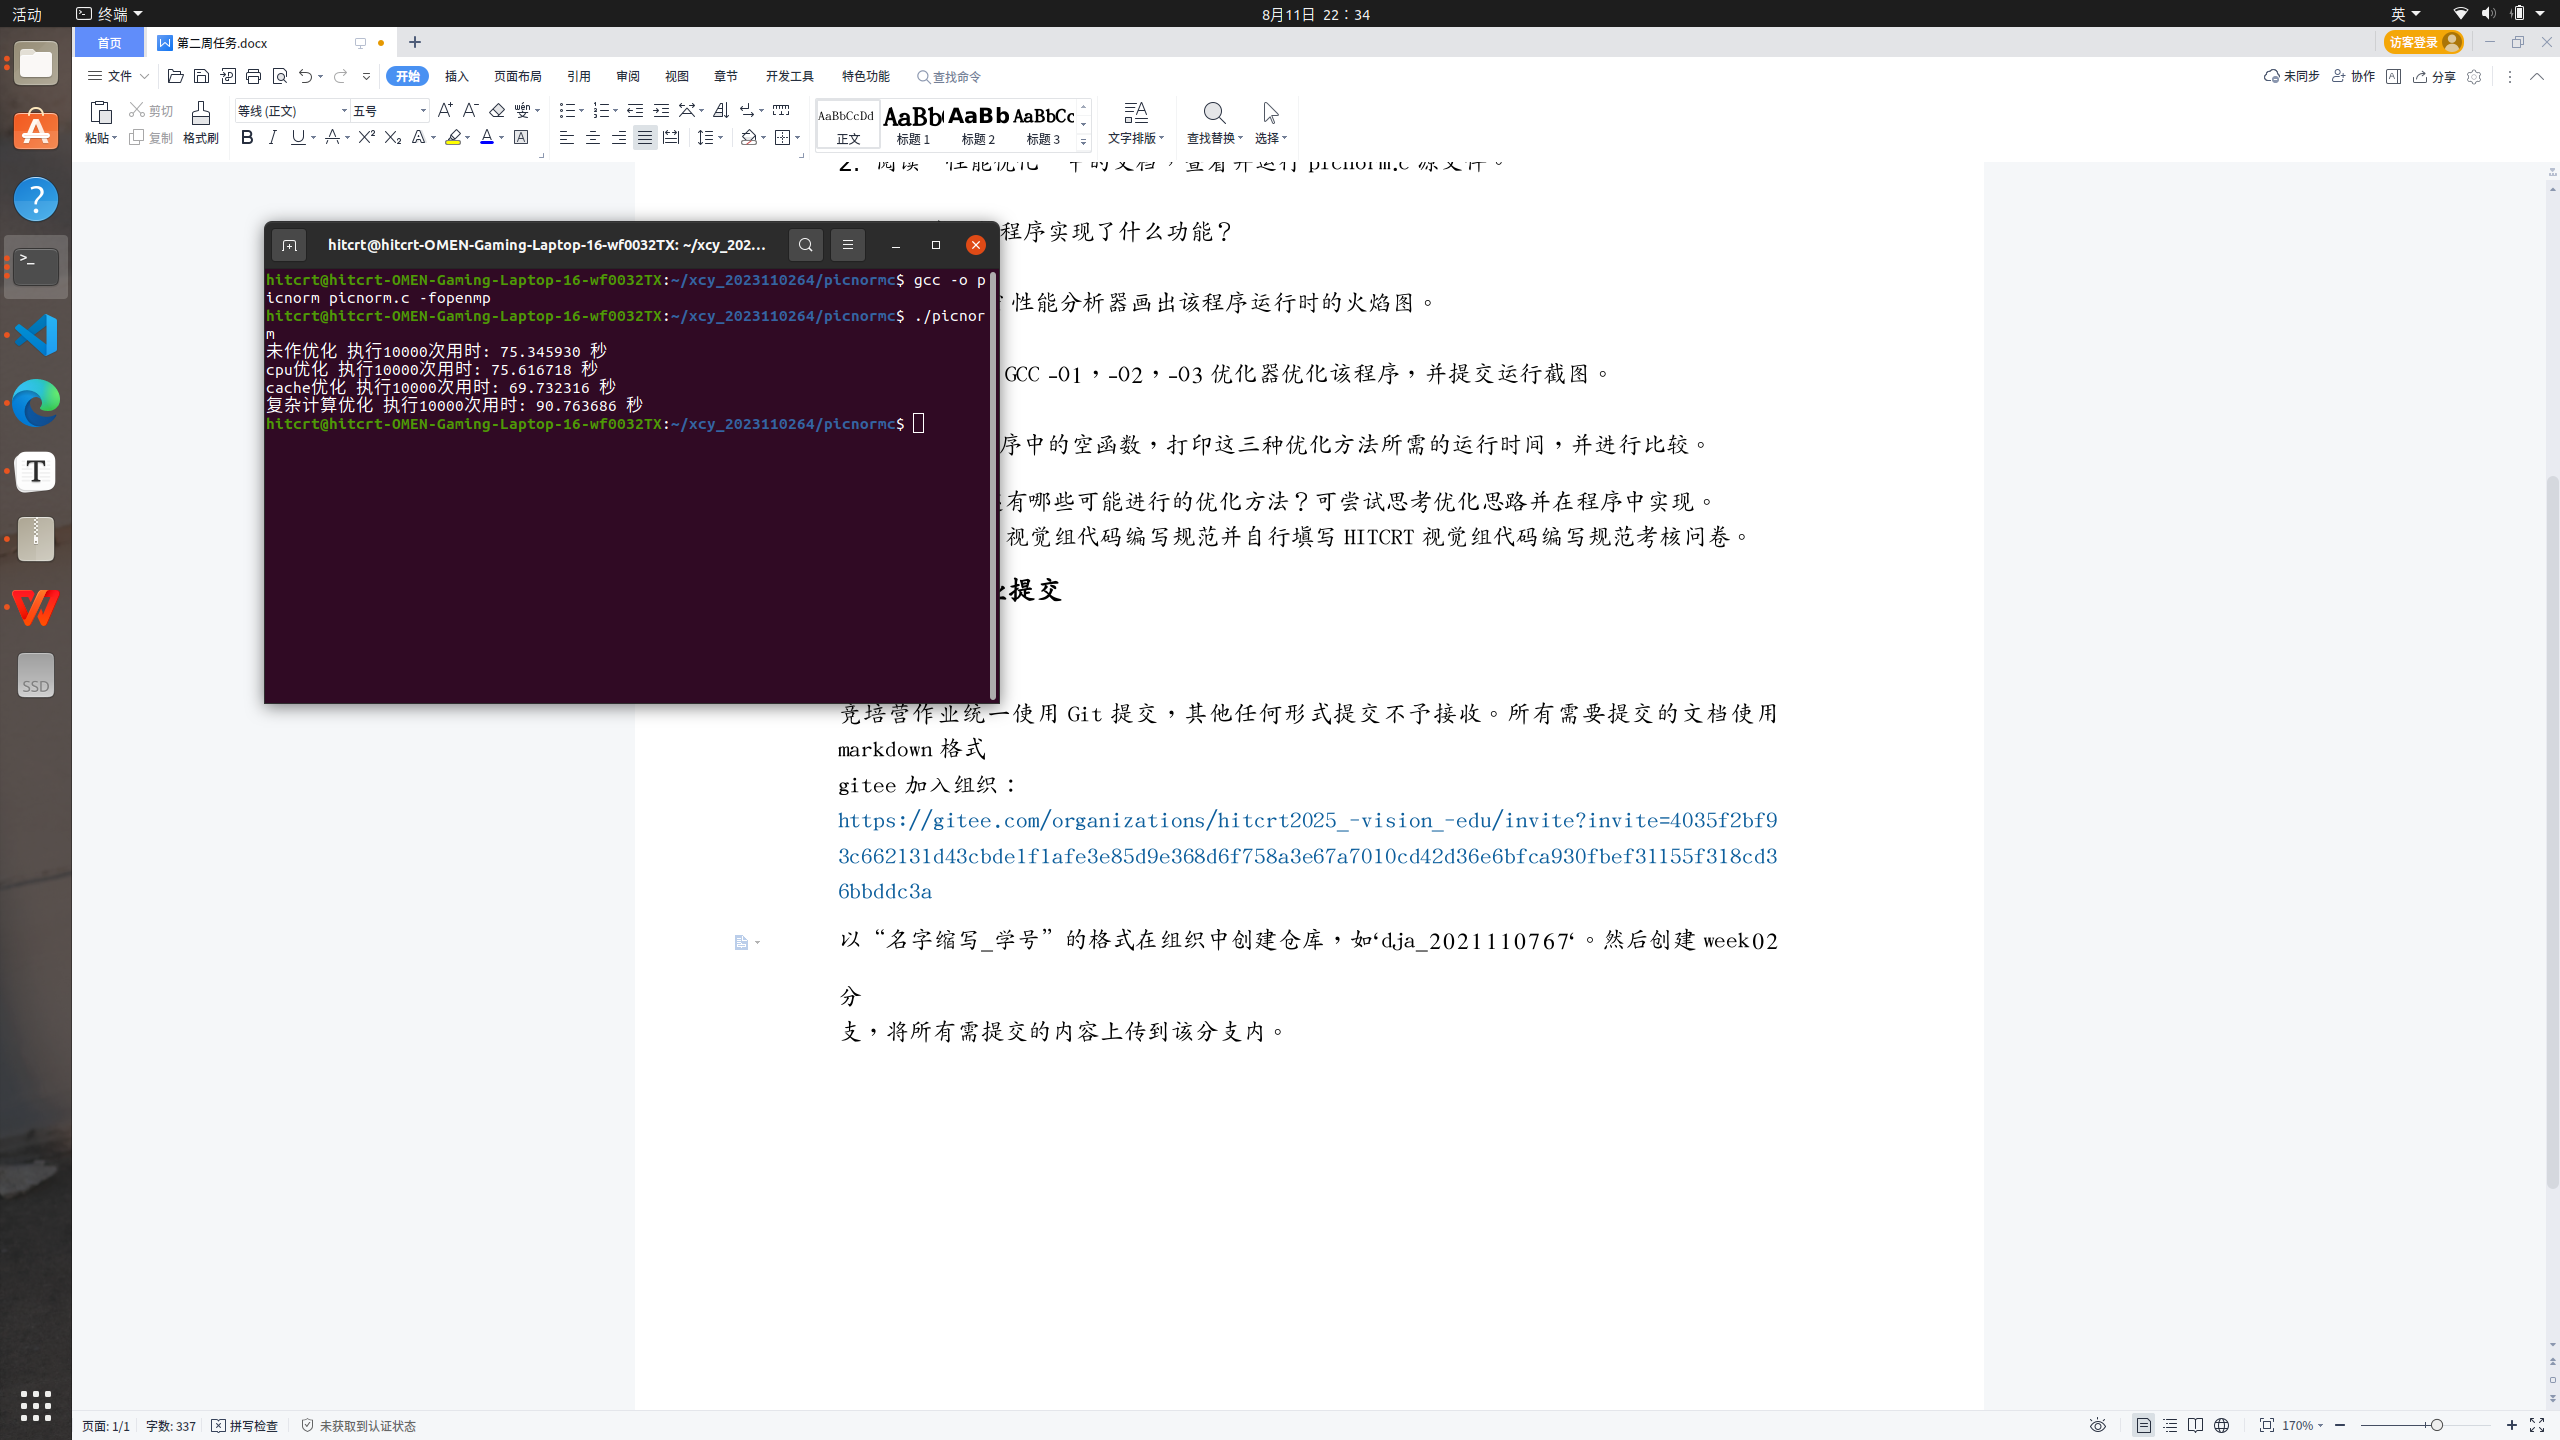 活动
终端
8月11日 22：34
英
首页
第二周任务.docx
访客登录
文件
开始
插入
页面布局
引用
审阅
视图
章节
开发工具
特色功能
查找命令
未同步
协作
分享
粘贴
剪切
复制
格式刷
等线 (正文)
五号
AaBbCcDd
正文
AaBb
标题 1
AaBb
标题 2
AaBbCc
标题 3
文字排版
查找替换
选择
2. 阅读“性能优化”中的文档，查看并运行 picnorm.c 源文件。
程序实现了什么功能？
性能分析器画出该程序运行时的火焰图。
GCC -O1，-O2，-O3 优化器优化该程序，并提交运行截图。
序中的空函数，打印这三种优化方法所需的运行时间，并进行比较。
有哪些可能进行的优化方法？可尝试思考优化思路并在程序中实现。
视觉组代码编写规范并自行填写 HITCRT 视觉组代码编写规范考核问卷。
提交
hitcrt@hitcrt-OMEN-Gaming-Laptop-16-wf0032TX: ~/xcy_202...
hitcrt@hitcrt-OMEN-Gaming-Laptop-16-wf0032TX:~/xcy_2023110264/picnormc$ gcc -o p
icnorm picnorm.c -fopenmp
hitcrt@hitcrt-OMEN-Gaming-Laptop-16-wf0032TX:~/xcy_2023110264/picnormc$ ./picnor
m
未作优化 执行10000次用时: 75.345930 秒
cpu优化 执行10000次用时: 75.616718 秒
cache优化 执行10000次用时: 69.732316 秒
复杂计算优化 执行10000次用时: 90.763686 秒
hitcrt@hitcrt-OMEN-Gaming-Laptop-16-wf0032TX:~/xcy_2023110264/picnormc$
竞培营作业统一使用 Git 提交，其他任何形式提交不予接收。所有需要提交的文档使用
markdown 格式
gitee 加入组织：
https://gitee.com/organizations/hitcrt2025_-vision_-edu/invite?invite=4035f2bf9
3c662131d43cbde1f1afe3e85d9e368d6f758a3e67a7010cd42d36e6bfca930fbef31155f318cd3
6bbddc3a
以“名字缩写_学号”的格式在组织中创建仓库，如‘dja_2021110767‘。然后创建 week02
分
支，将所有需提交的内容上传到该分支内。
SSD
页面: 1/1
字数: 337
拼写检查
未获取到认证状态
170%